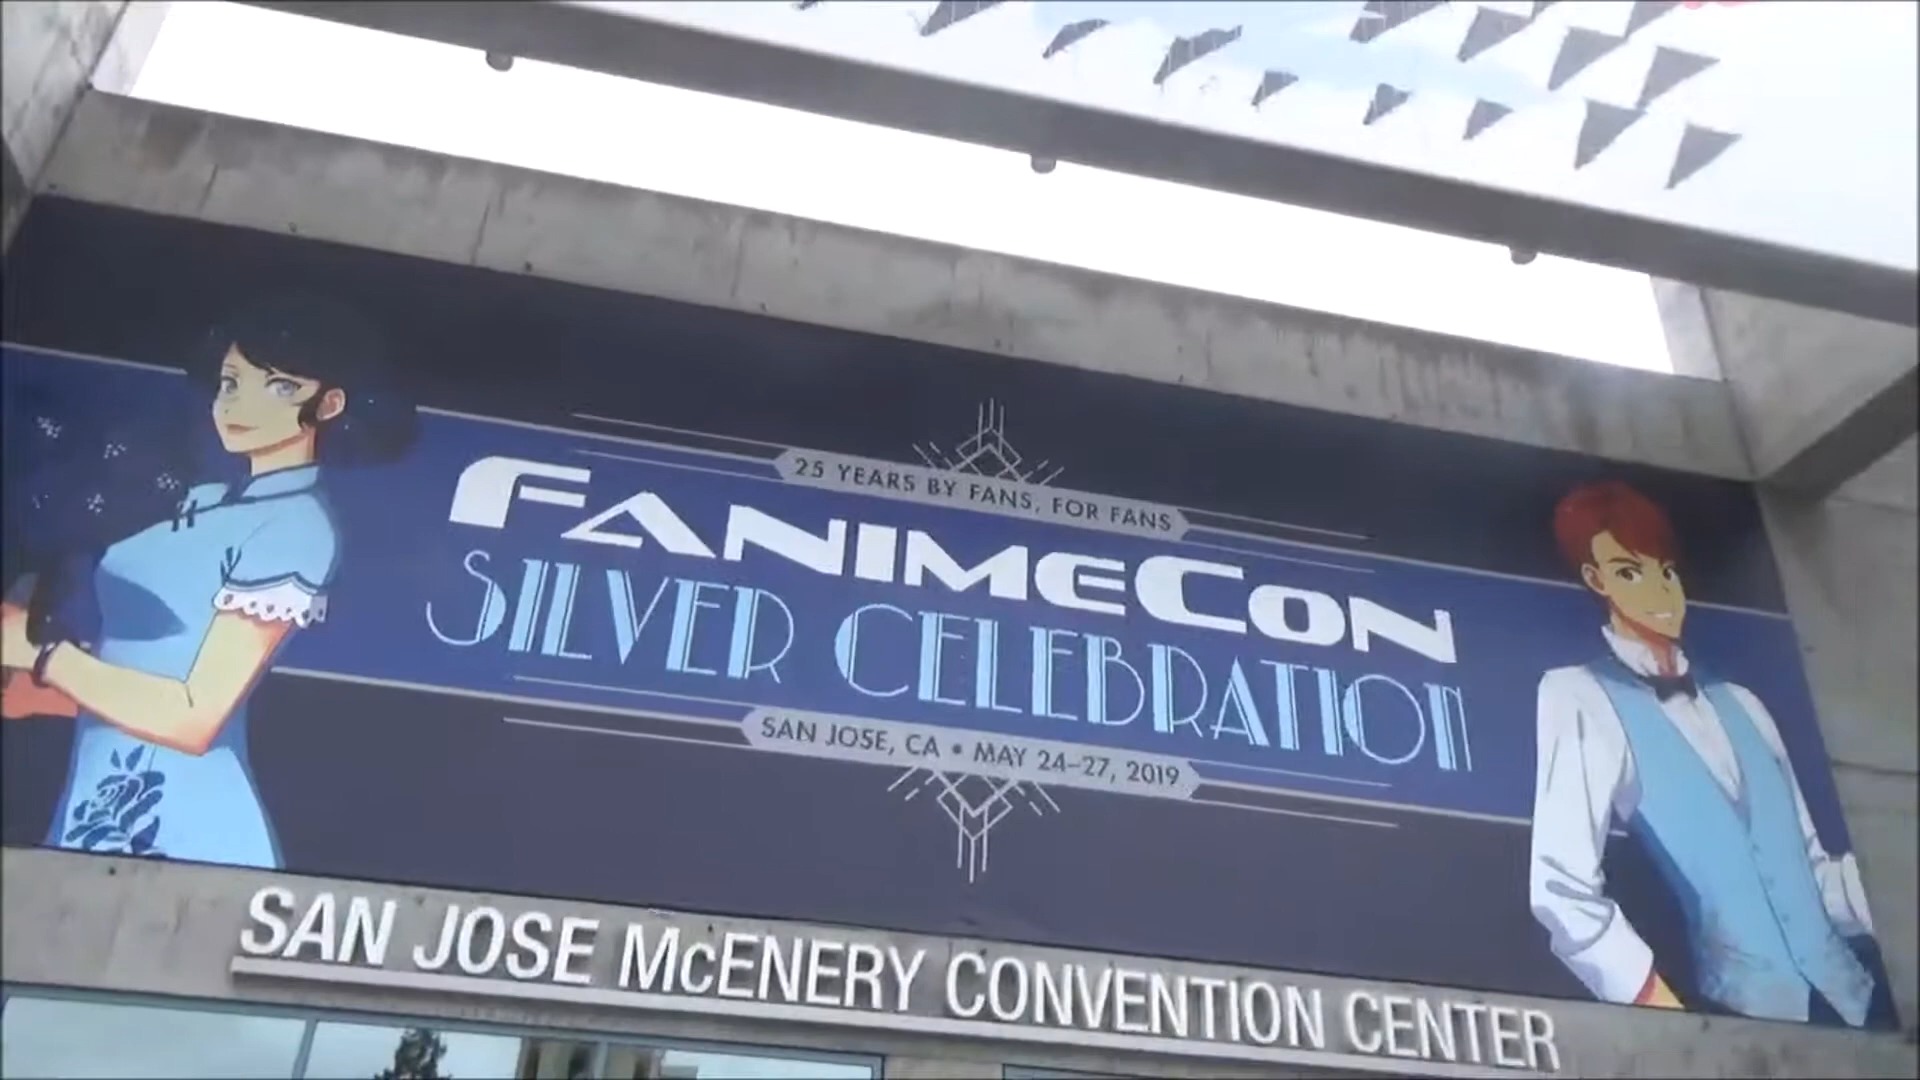 25 YEARS BY FANS, FOR FANS
FANIMECON
SILVER CELEBRATION
SAN JOSE, CA • MAY 24–27, 2019
SAN JOSE McENERY CONVENTION CENTER